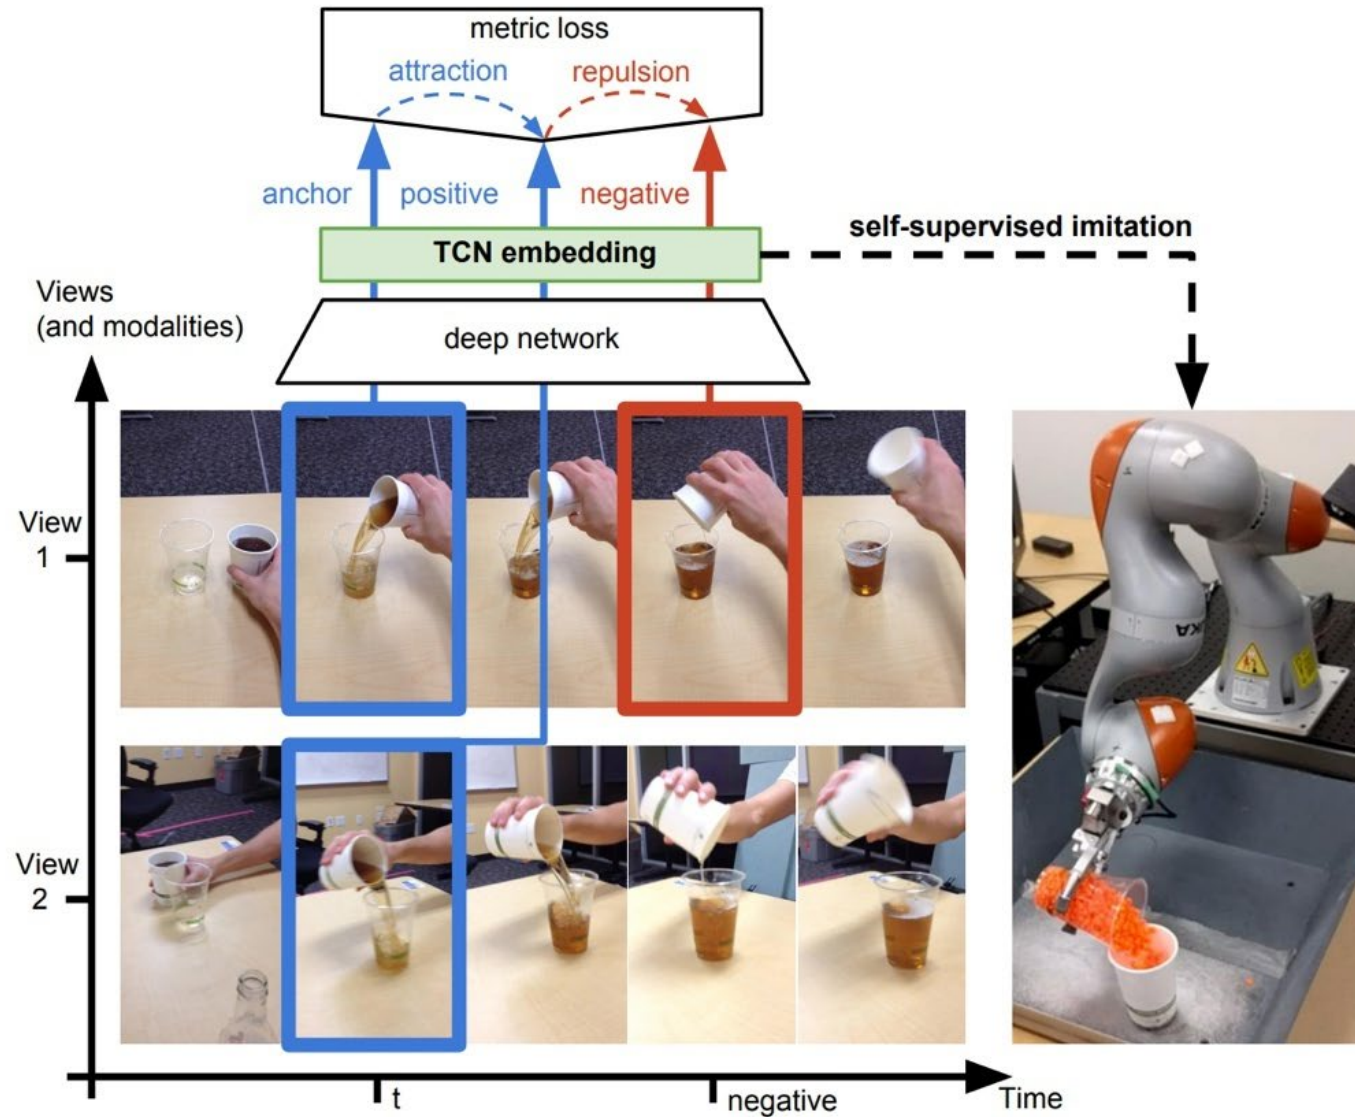 metric loss
attraction
repulsion
anchor
positive
negative
TCN embedding
self-supervised imitation
Views
(and modalities)
deep network
View
1
View
2
t
negative
Time
KUKA